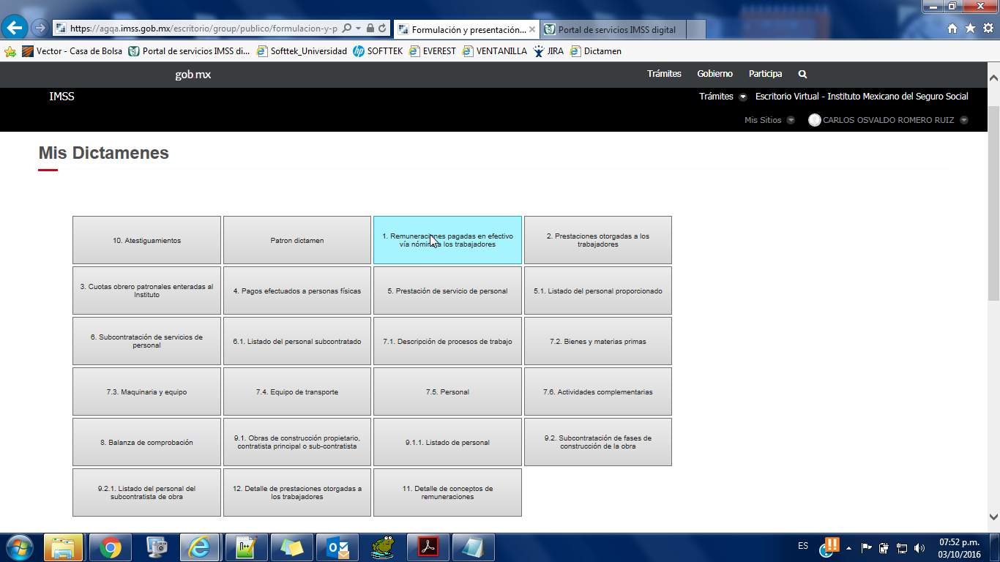 https://agqa.imss.gob.mx/escritorio/group/publico/formulacion-y-p
Formulación y presentación...
Portal de servicios IMSS digital
Vector - Casa de Bolsa
Portal de servicios IMSS di...
Softtek_Universidad
SOFTTEK
EVEREST
VENTANILLA
JIRA
Dictamen
gob mx
Trámites
Gobierno
Participa
IMSS
Trámites
Escritorio Virtual - Instituto Mexicano del Seguro Social
Mis Sitios
CARLOS OSVALDO ROMERO RUIZ
Mis Dictamenes
10. Atestiguamientos
Patron dictamen
1. Remuneraciones pagadas en efectivo
vía nómina a los trabajadores
2. Prestaciones otorgadas a los
trabajadores
3. Cuotas obrero patronales enteradas al
Instituto
4. Pagos efectuados a personas físicas
5. Prestación de servicio de personal
5.1. Listado del personal proporcionado
6. Subcontratación de servicios de
personal
6.1. Listado del personal subcontratado
7.1. Descripción de procesos de trabajo
7.2. Bienes y materias primas
7.3. Maquinaria y equipo
7.4. Equipo de transporte
7.5. Personal
7.6. Actividades complementarias
8. Balanza de comprobación
9.1. Obras de construcción propietario,
contratista principal o sub-contratista
9.1.1. Listado de personal
9.2. Subcontratación de fases de
construcción de la obra
9.2.1. Listado del personal del
subcontratista de obra
12. Detalle de prestaciones otorgadas a
los trabajadores
11. Detalle de conceptos de
remuneraciones
ES
07:52 p.m.
03/10/2016